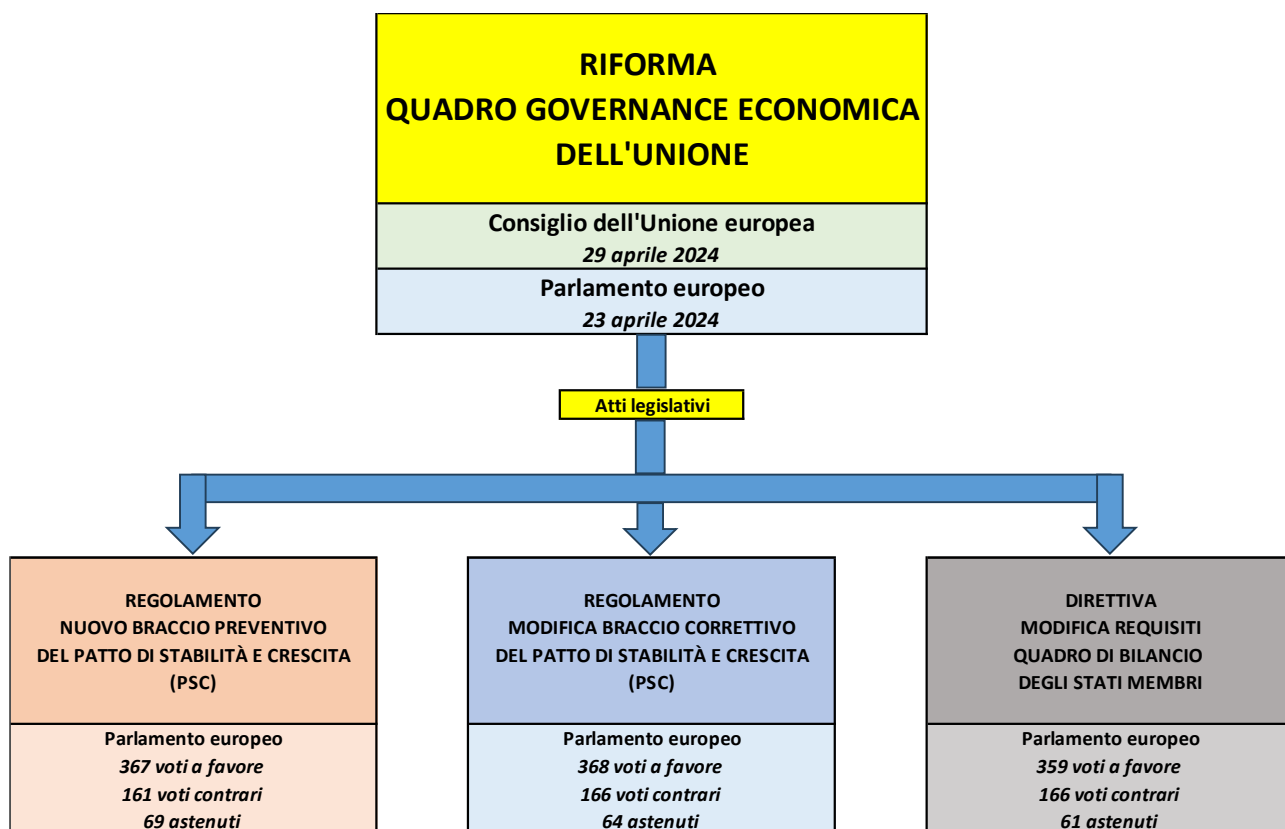 RIFORMA
QUADRO GOVERNANCE ECONOMICA
DELL'UNIONE
Consiglio dell'Unione europea
29 aprile 2024
Parlamento europeo
23 aprile 2024
Atti legislativi
REGOLAMENTO
NUOVO BRACCIO PREVENTIVO
DEL PATTO DI STABILITÀ E CRESCITA
(PSC)
Parlamento europeo
367 voti a favore
161 voti contrari
69 astenuti
REGOLAMENTO
MODIFICA BRACCIO CORRETTIVO
DEL PATTO DI STABILITÀ E CRESCITA
(PSC)
Parlamento europeo
368 voti a favore
166 voti contrari
64 astenuti
DIRETTIVA
MODIFICA REQUISITI
QUADRO DI BILANCIO
DEGLI STATI MEMBRI
Parlamento europeo
359 voti a favore
166 voti contrari
61 astenuti